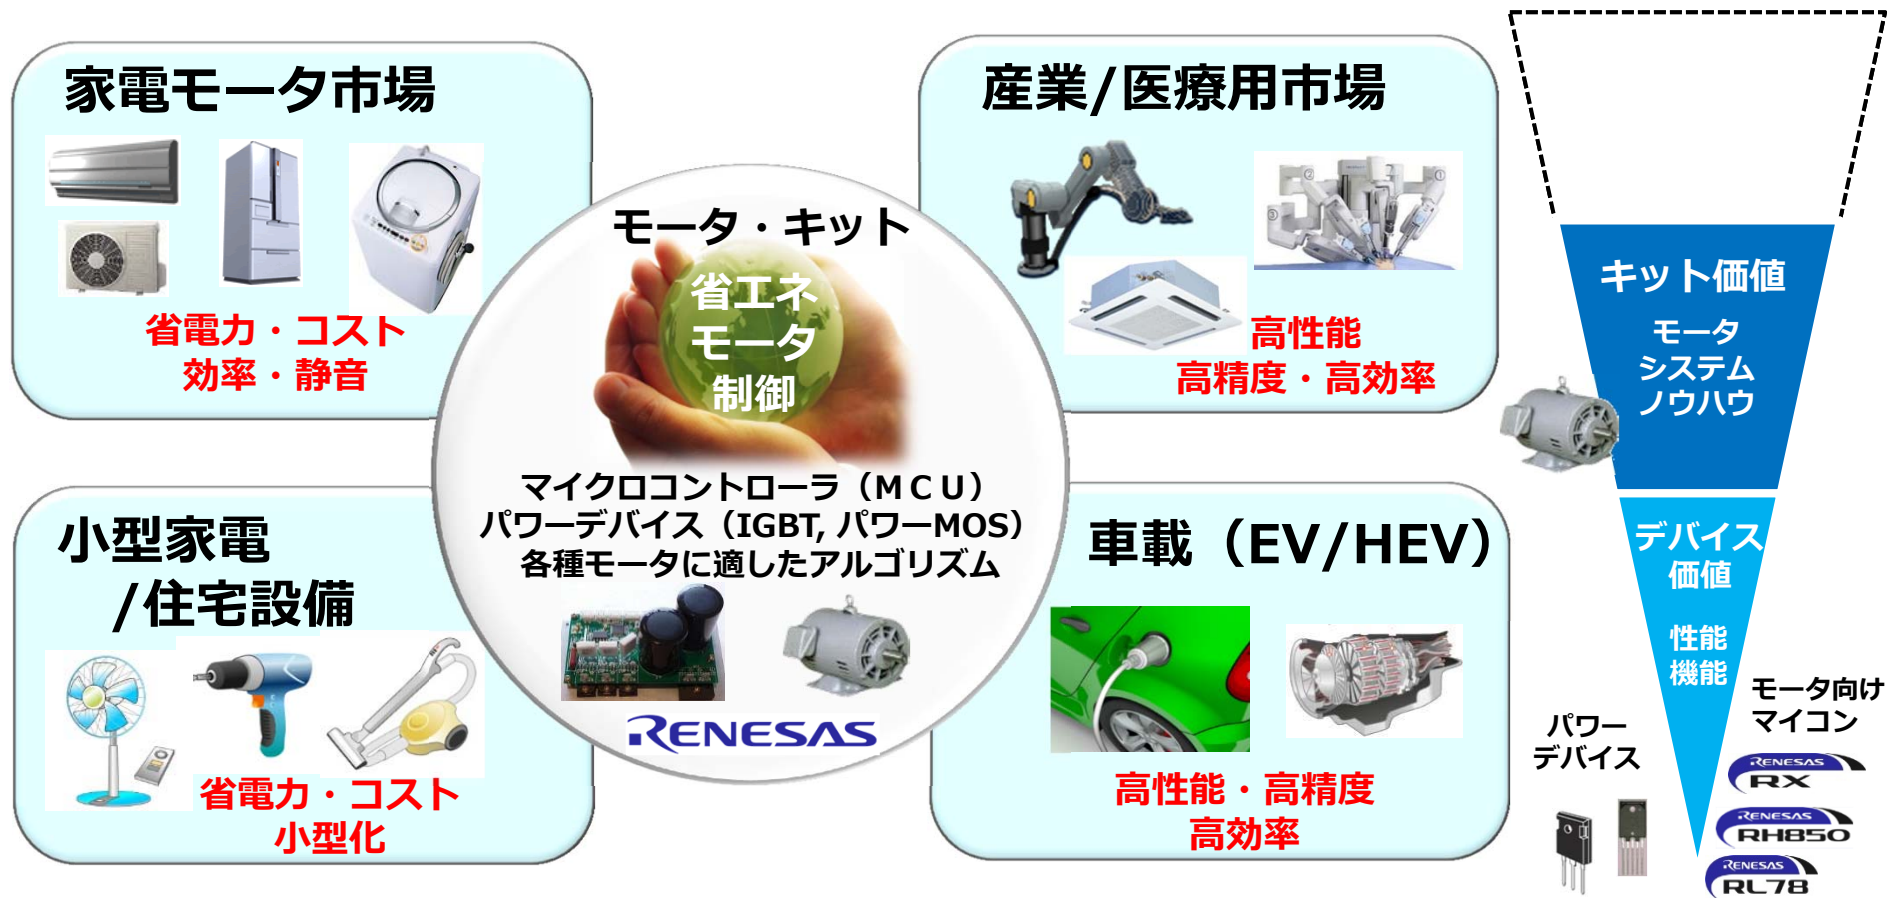 家電モータ市場
省電力・コスト
効率・静音
産業/医療用市場
①
②
③
高性能
高精度・高効率
モータ・キット
省エネ
モータ
制御
マイクロコントローラ（ＭＣＵ）
パワーデバイス（IGBT, パワーMOS）
各種モータに適したアルゴリズム
RENESAS
小型家電
/住宅設備
省電力・コスト
小型化
車載（EV/HEV）
高性能・高精度
高効率
キット価値
モータ
システム
ノウハウ
デバイス
価値
性能
機能
パワー
デバイス
モータ向け
マイコン
RENESAS
RX
RENESAS
RH850
RENESAS
RL78